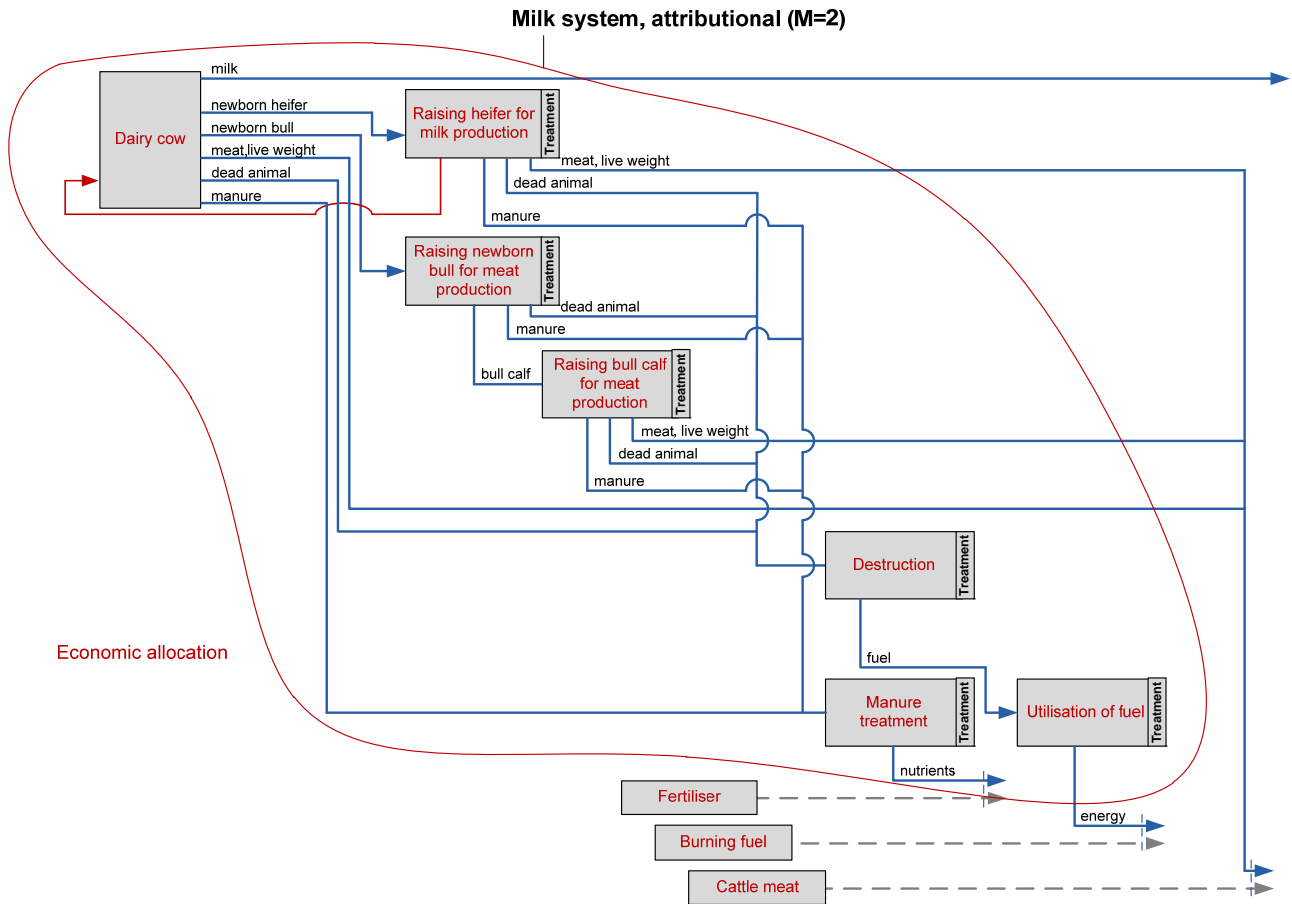 Milk system, attributional (M=2)
milk
newborn heifer
newborn bull
meat,live weight
dead animal
manure
Dairy cow
Raising heifer for
milk production
Treatment
meat, live weight
dead animal
manure
Raising newborn
bull for meat
production
Treatment
dead animal
manure
bull calf
Raising bull calf
for meat
production
Treatment
meat, live weight
dead animal
manure
Destruction
Treatment
Economic allocation
fuel
Manure
treatment
Treatment
Utilisation of fuel
Treatment
nutrients
Fertiliser
energy
Burning fuel
Cattle meat